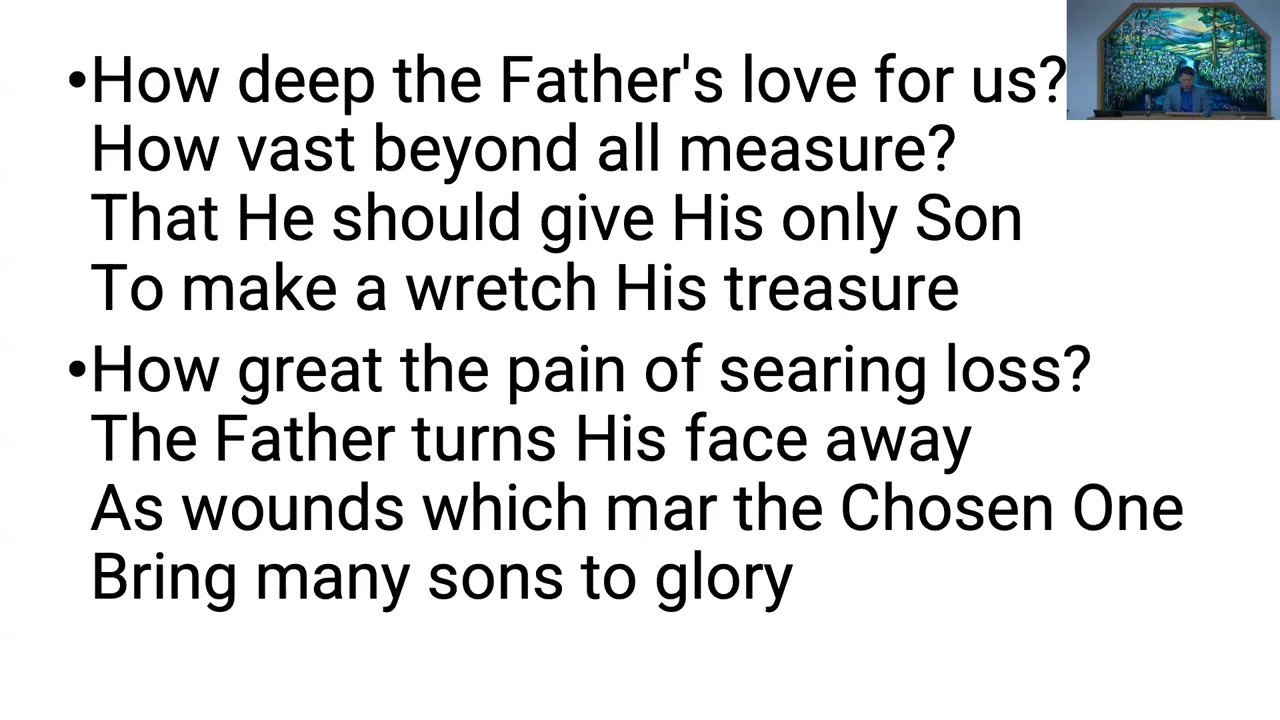 •How deep the Father's love for us?
How vast beyond all measure?
That He should give His only Son
To make a wretch His treasure
•How great the pain of searing loss?
The Father turns His face away
As wounds which mar the Chosen One
Bring many sons to glory